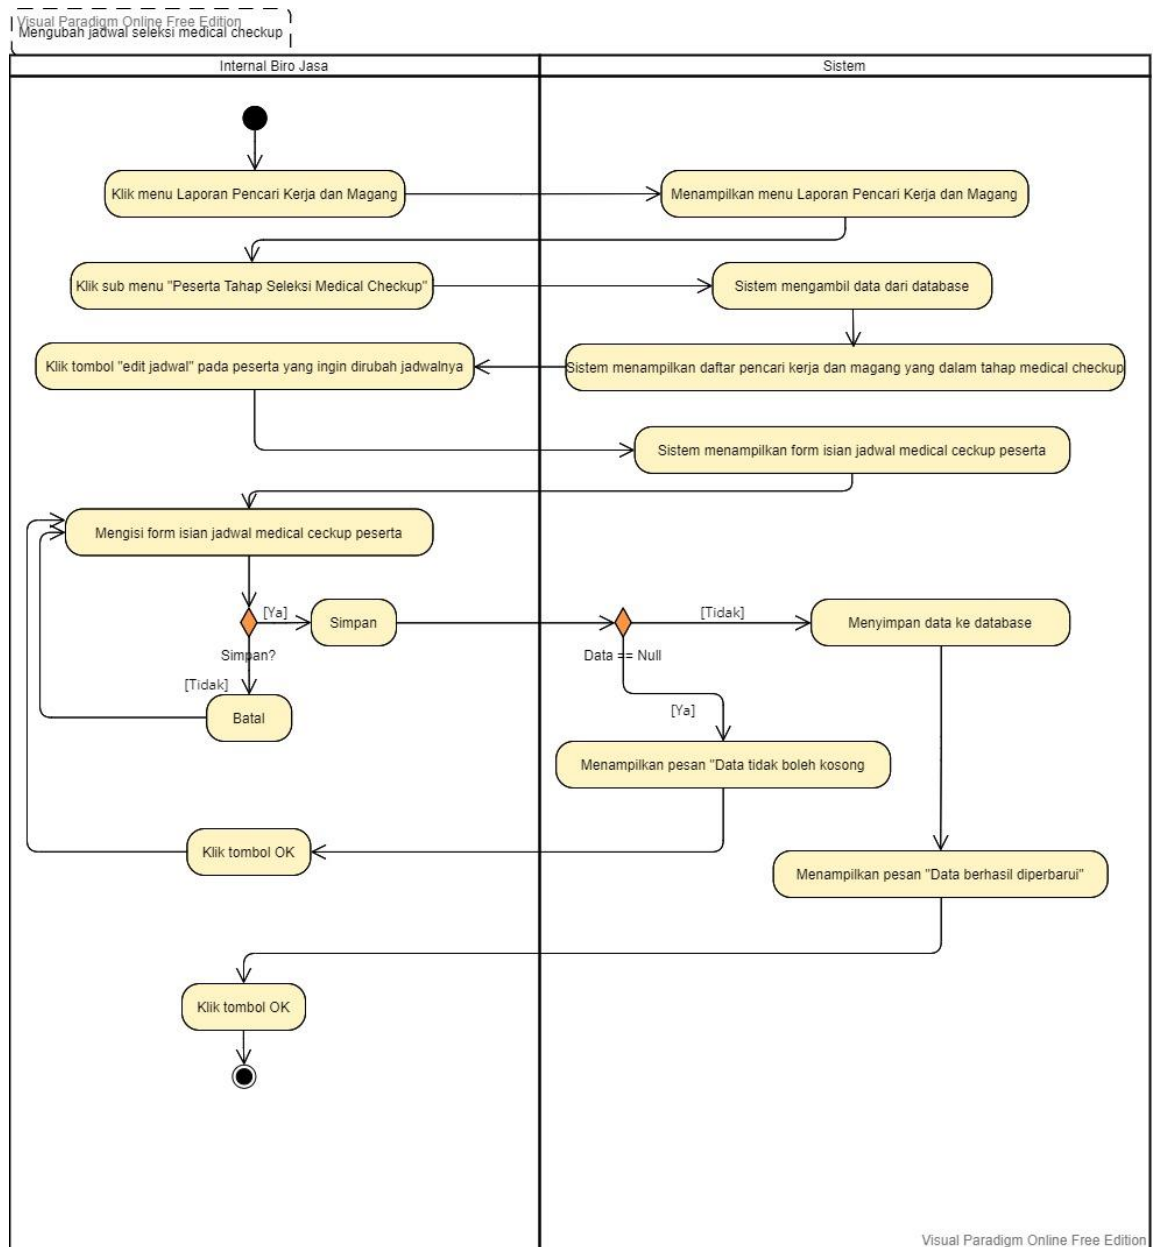 Visual Paradigm Online Free Edition
Mengubah jadwal seleksi medical checkup
Internal Biro Jasa
Sistem
Klik menu Laporan Pencari Kerja dan Magang
Menampilkan menu Laporan Pencari Kerja dan Magang
Klik sub menu "Peserta Tahap Seleksi Medical Checkup"
Sistem mengambil data dari database
Klik tombol "edit jadwal" pada peserta yang ingin dirubah jadwalnya
Sistem menampilkan daftar pencari kerja dan magang yang dalam tahap medical checkup
Sistem menampilkan form isian jadwal medical ceckup peserta
Mengisi form isian jadwal medical ceckup peserta
[Ya]
Simpan
[Tidak]
Menyimpan data ke database
Simpan?
Data == Null
[Tidak]
Batal
[Ya]
Menampilkan pesan "Data tidak boleh kosong
Klik tombol OK
Menampilkan pesan "Data berhasil diperbarui"
Klik tombol OK
Visual Paradigm Online Free Edition